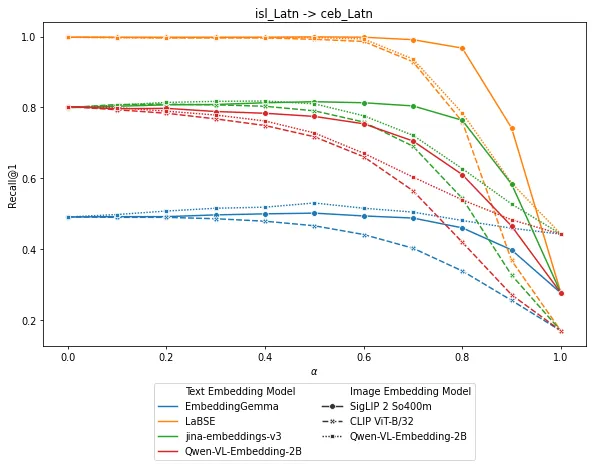 isl_Latn -> ceb_Latn
Recall@1
1.0
0.8
0.6
0.4
0.2
0.0 0.2 0.4 0.6 0.8 1.0
α
Text Embedding Model Image Embedding Model
EmbeddingGemma SigLIP 2 So400m
LaBSE CLIP ViT-B/32
jina-embeddings-v3 Qwen-VL-Embedding-2B
Qwen-VL-Embedding-2B